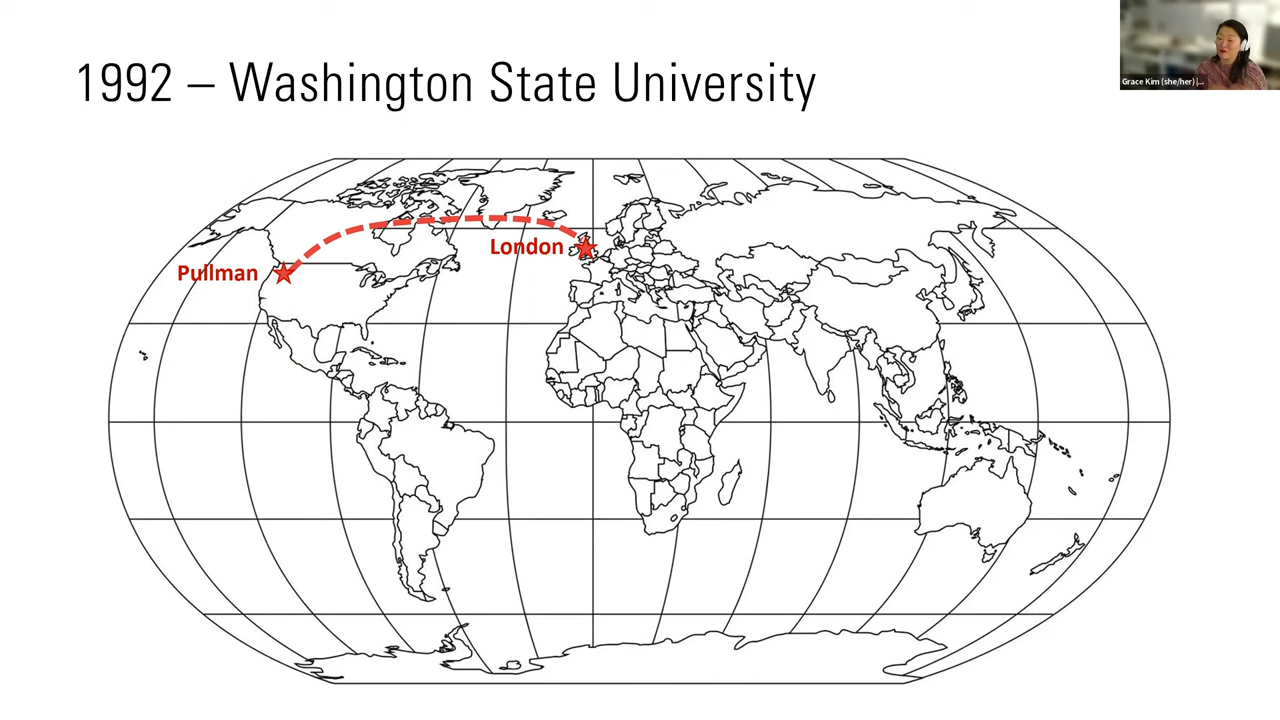 1992 – Washington State University
Grace Kim (she/her) |...
London
Pullman